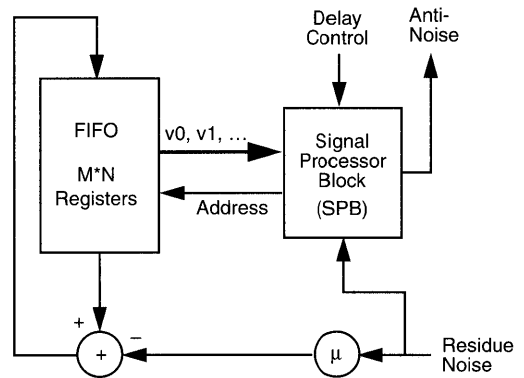 Delay
Control
Anti-
Noise
FIFO
M*N
Registers
v0, v1, ...
Address
Signal
Processor
Block
(SPB)
+
+
−
μ
Residue
Noise